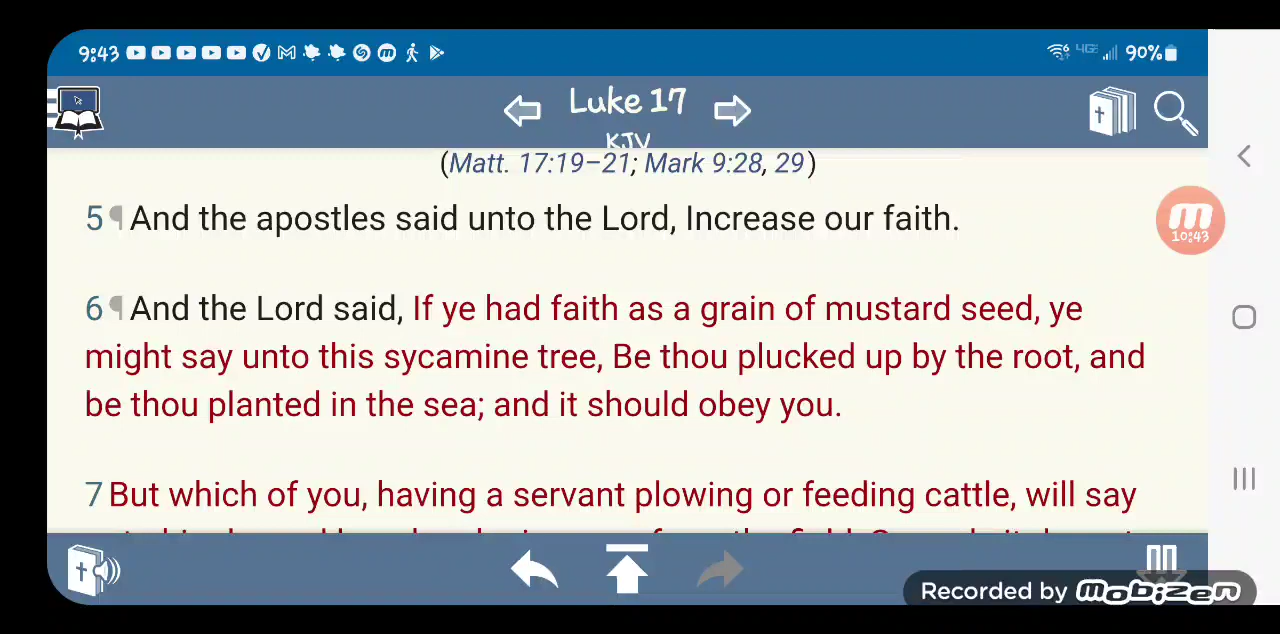 9:43 4G 90%
Luke 17
KJV
(Matt. 17:19–21; Mark 9:28, 29)
5 ¶ And the apostles said unto the Lord, Increase our faith.
6 ¶ And the Lord said, If ye had faith as a grain of mustard seed, ye
might say unto this sycamine tree, Be thou plucked up by the root, and
be thou planted in the sea; and it should obey you.
7 But which of you, having a servant plowing or feeding cattle, will say
10:43
Recorded by mobizen